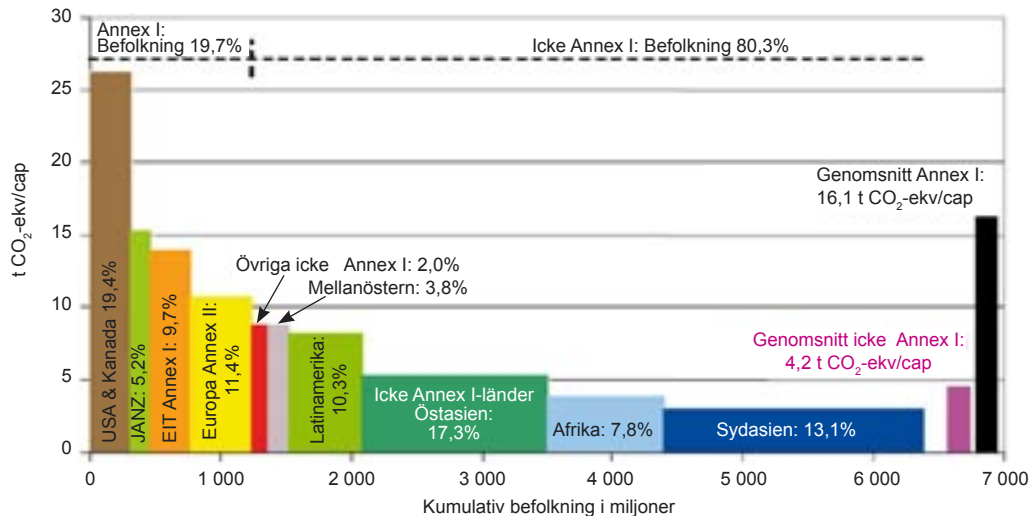 30
25
20
15
10
5
0
t CO₂-ekv/cap
Annex I:
Befolkning 19,7%
Icke Annex I: Befolkning 80,3%
USA & Kanada 19,4%
JANZ: 5,2%
EIT Annex I: 9,7%
Europa Annex II:
11,4%
Övriga icke Annex I: 2,0%
Mellanöstern: 3,8%
Latinamerika:
10,3%
Icke Annex I-länder
Östasien:
17,3%
Afrika: 7,8%
Sydasien: 13,1%
Genomsnitt Annex I:
16,1 t CO₂-ekv/cap
Genomsnitt icke Annex I:
4,2 t CO₂-ekv/cap
0
1 000
2 000
3 000
4 000
5 000
6 000
7 000
Kumulativ befolkning i miljoner